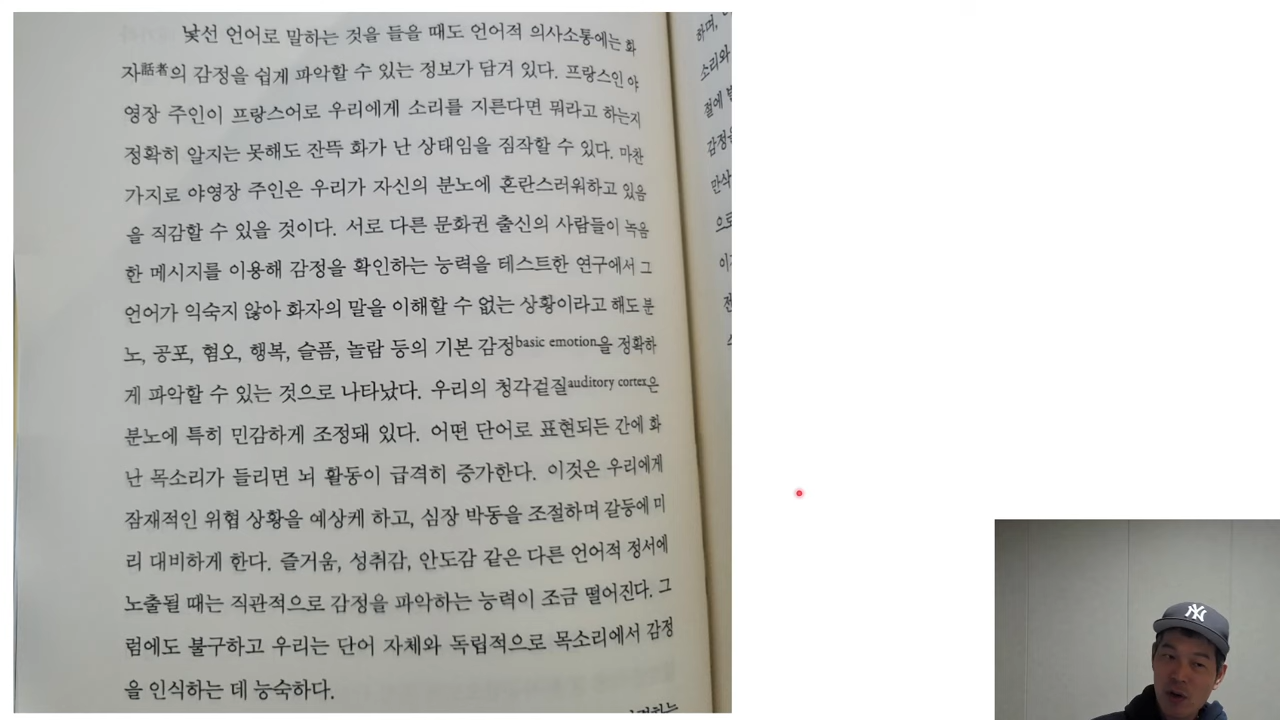 낯선 언어로 말하는 것을 들을 때도 언어적 의사소통에는 화
자話者의 감정을 쉽게 파악할 수 있는 정보가 담겨 있다. 프랑스인 야
영장 주인이 프랑스어로 우리에게 소리를 지른다면 뭐라고 하는지
정확히 알지는 못해도 잔뜩 화가 난 상태임을 짐작할 수 있다. 마찬
가지로 야영장 주인은 우리가 자신의 분노에 혼란스러워하고 있음
을 직감할 수 있을 것이다. 서로 다른 문화권 출신의 사람들이 녹음
한 메시지를 이용해 감정을 확인하는 능력을 테스트한 연구에서 그
언어가 익숙지 않아 화자의 말을 이해할 수 없는 상황이라고 해도 분
노, 공포, 혐오, 행복, 슬픔, 놀람 등의 기본 감정basic emotion을 정확하
게 파악할 수 있는 것으로 나타났다. 우리의 청각겉질auditory cortex은
분노에 특히 민감하게 조정돼 있다. 어떤 단어로 표현되든 간에 화
난 목소리가 들리면 뇌 활동이 급격히 증가한다. 이것은 우리에게
잠재적인 위협 상황을 예상케 하고, 심장 박동을 조절하며 갈등에 미
리 대비하게 한다. 즐거움, 성취감, 안도감 같은 다른 언어적 정서에
노출될 때는 직관적으로 감정을 파악하는 능력이 조금 떨어진다. 그
럼에도 불구하고 우리는 단어 자체와 독립적으로 목소리에서 감정
을 인식하는 데 능숙하다.
하며,
소리와
절에
감정은
만삭
으로
NY